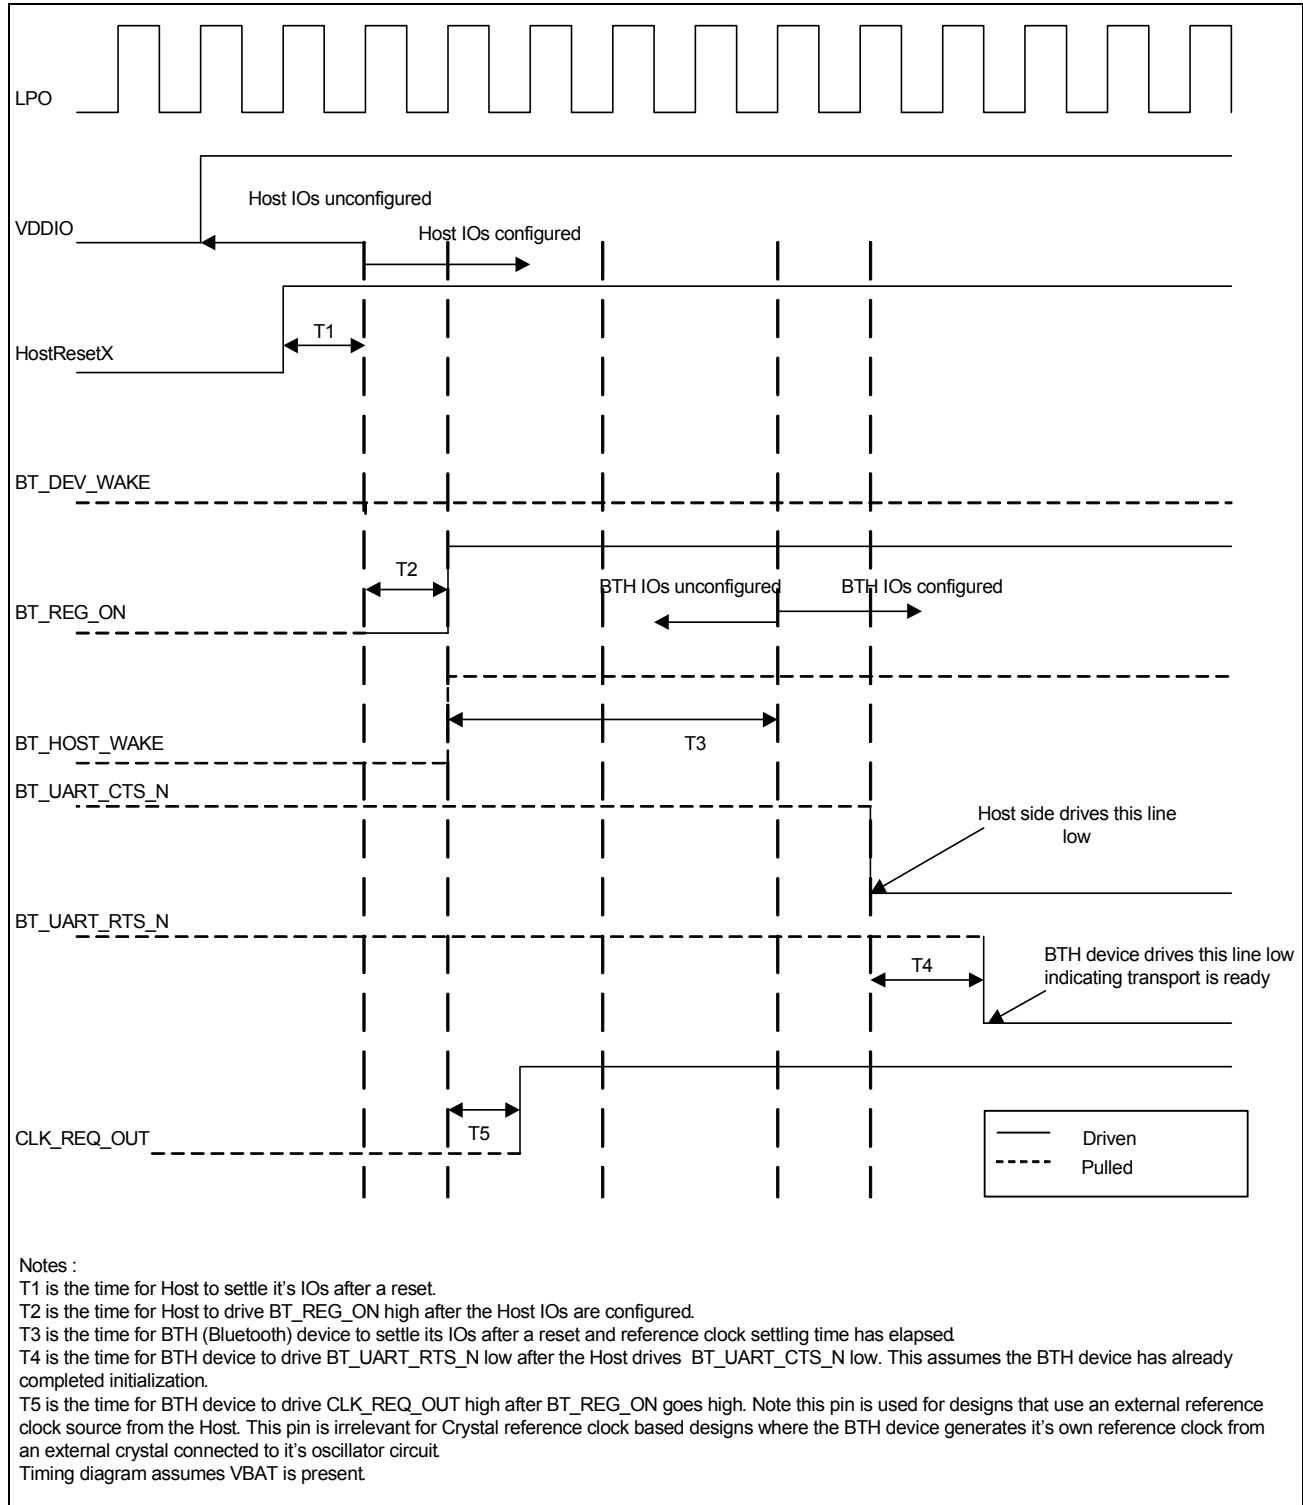 LPO
Host IOs unconfigured
VDDIO
Host IOs configured
T1
HostResetX
BT_DEV_WAKE
T2
BTH IOs unconfigured
BTH IOs configured
BT_REG_ON
BT_HOST_WAKE
T3
BT_UART_CTS_N
Host side drives this line
low
BT_UART_RTS_N
T4
BTH device drives this line low
indicating transport is ready
T5
CLK_REQ_OUT
Driven
Pulled
Notes :
T1 is the time for Host to settle it's IOs after a reset.
T2 is the time for Host to drive BT_REG_ON high after the Host IOs are configured.
T3 is the time for BTH (Bluetooth) device to settle its IOs after a reset and reference clock settling time has elapsed.
T4 is the time for BTH device to drive BT_UART_RTS_N low after the Host drives BT_UART_CTS_N low. This assumes the BTH device has already
completed initialization.
T5 is the time for BTH device to drive CLK_REQ_OUT high after BT_REG_ON goes high. Note this pin is used for designs that use an external reference
clock source from the Host. This pin is irrelevant for Crystal reference clock based designs where the BTH device generates it's own reference clock from
an external crystal connected to it's oscillator circuit.
Timing diagram assumes VBAT is present.